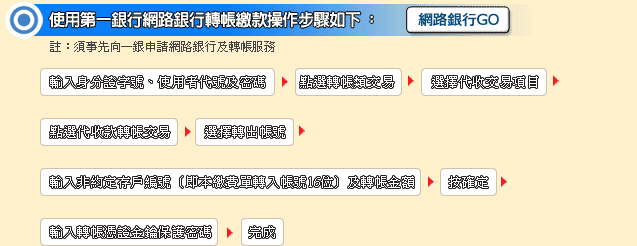 使用第一銀行網路銀行轉帳繳款操作步驟如下： 網路銀行GO
註：須事先向一銀申請網路銀行及轉帳服務
輸入身分證字號、使用者代號及密碼 點選轉帳類交易 選擇代收交易項目
點選代收款轉帳交易 選擇轉出帳號
輸入非約定存戶編號（即本繳費單轉入帳號16位）及轉帳金額 按確定
輸入轉帳憑證金鑰保護密碼 完成